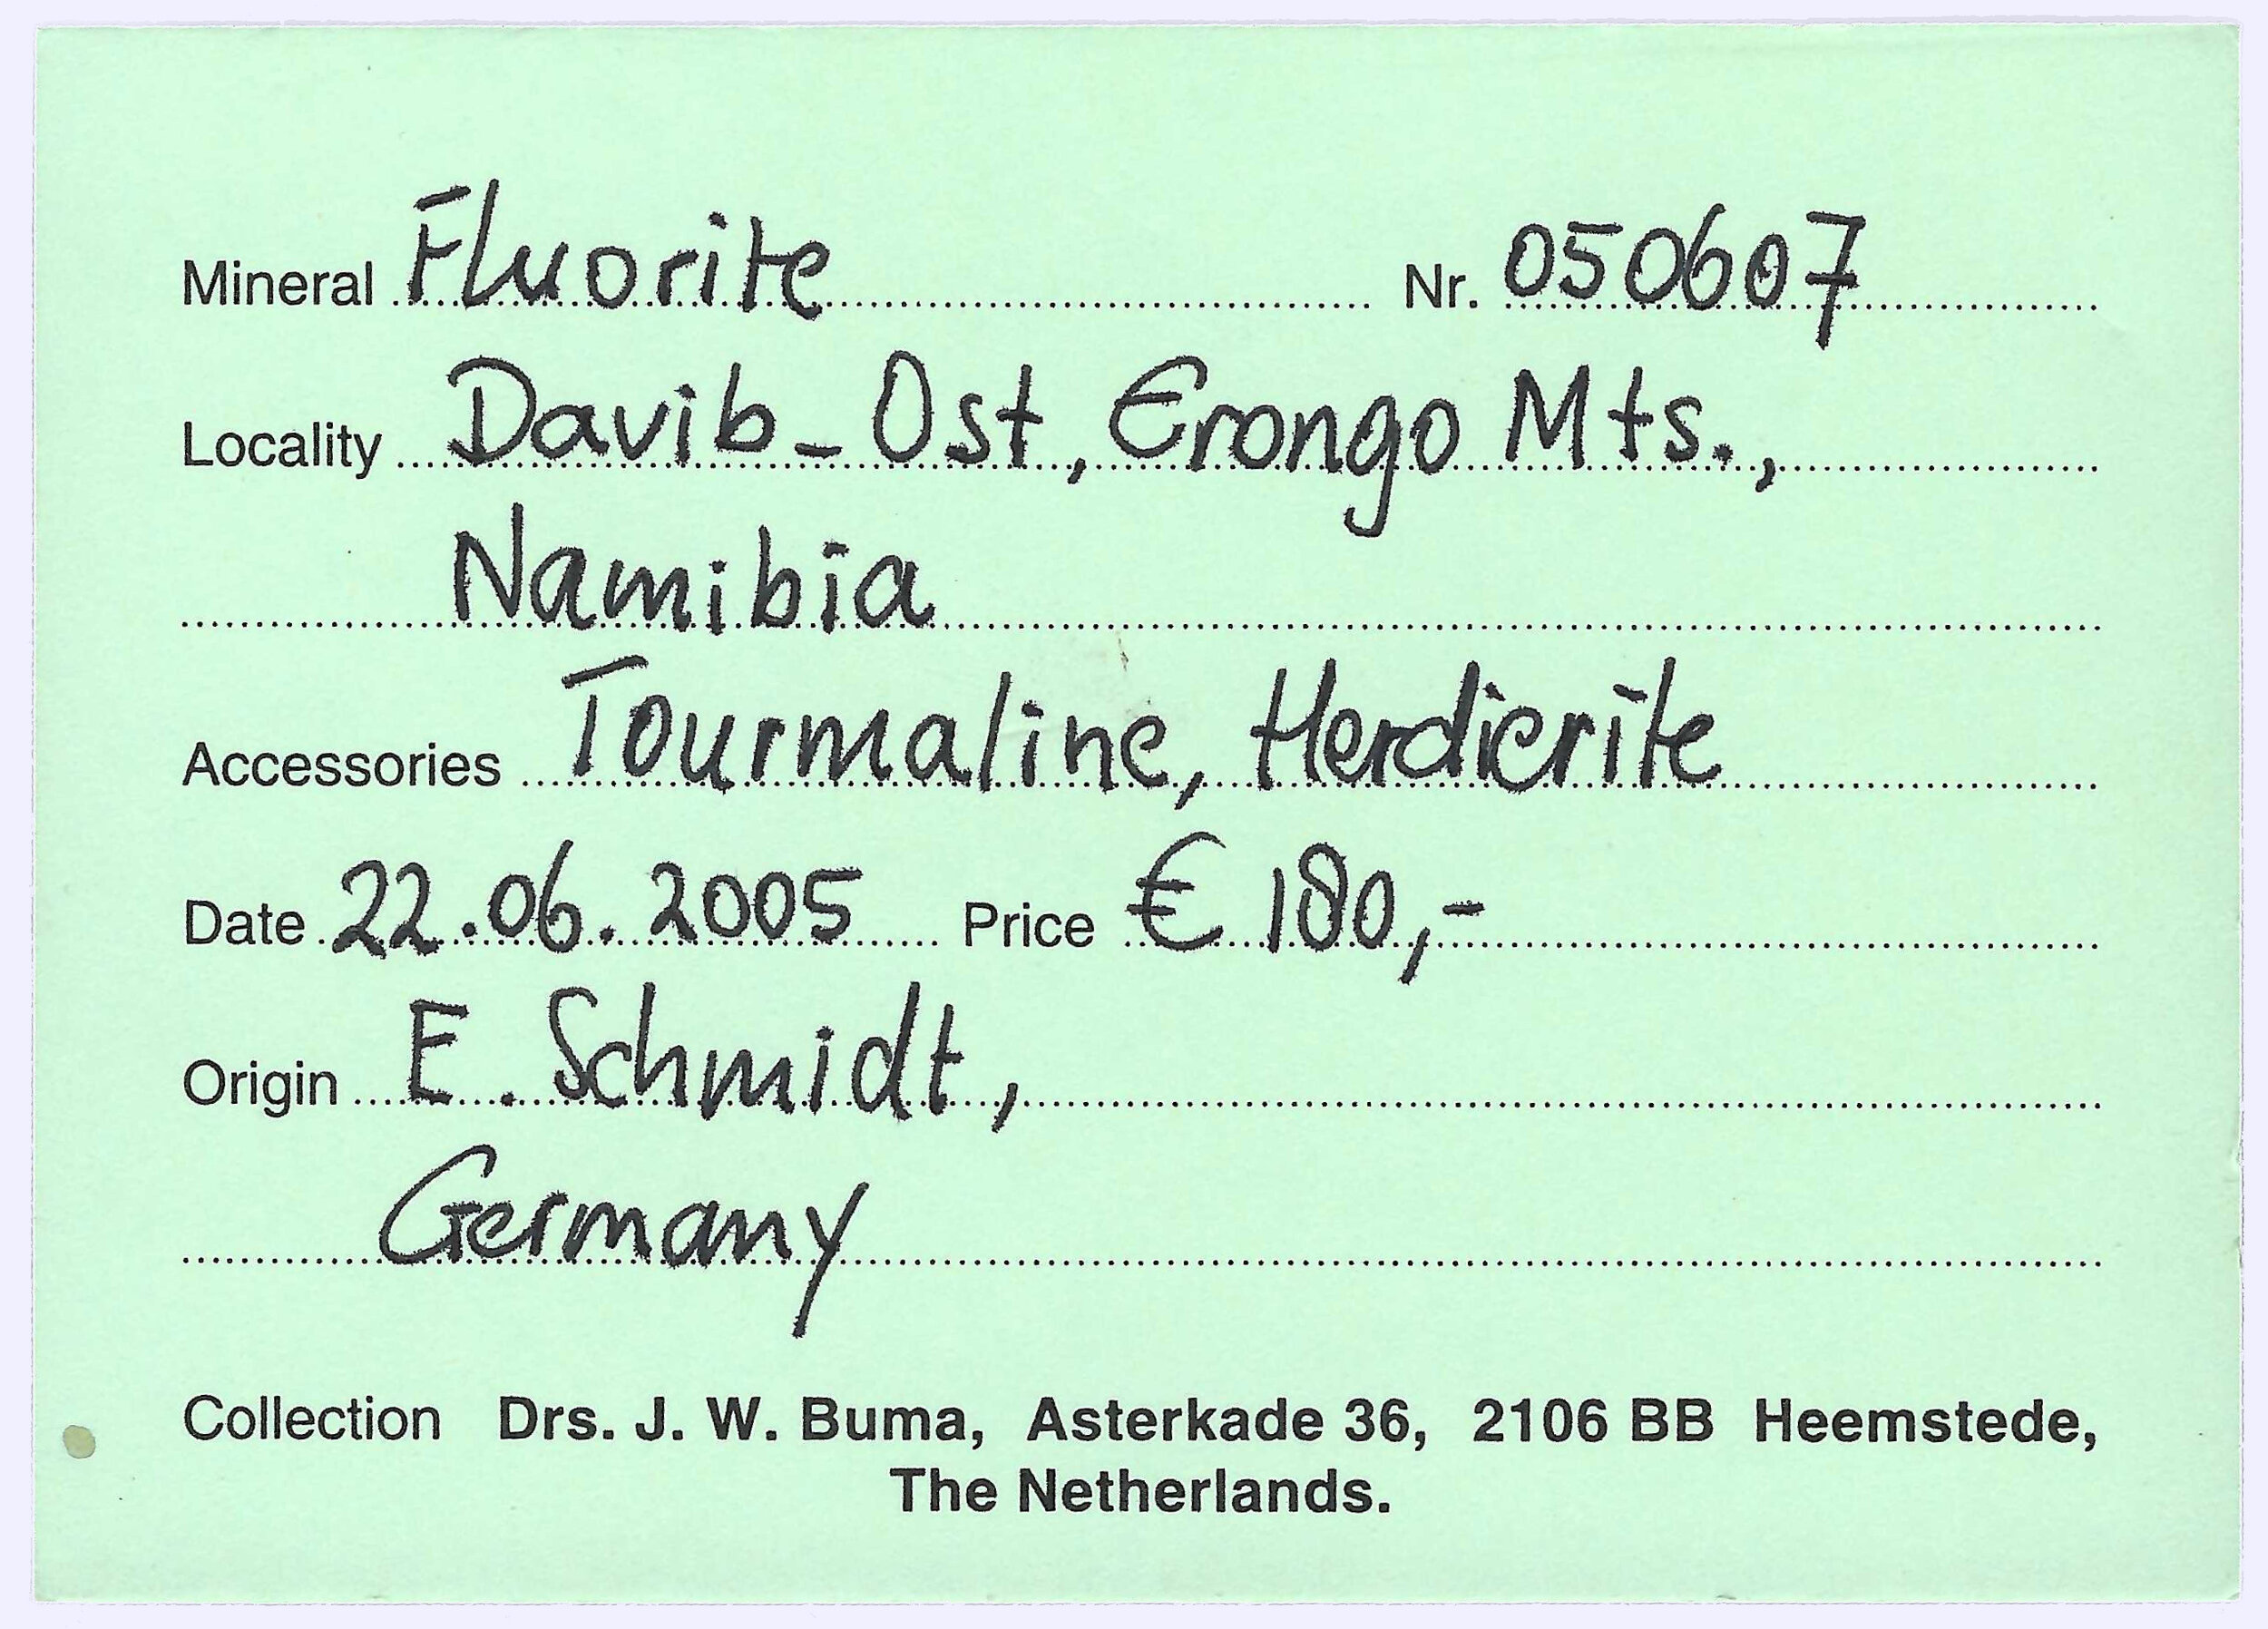 Mineral Fluorite Nr. 050607
Locality Davib-Ost, Erongo Mts.,
Namibia
Accessories Tourmaline, Herdierite
Date 22.06.2005 Price € 180,-
Origin E. Schmidt,
Germany
Collection Drs. J. W. Buma, Asterkade 36, 2106 BB Heemstede,
The Netherlands.